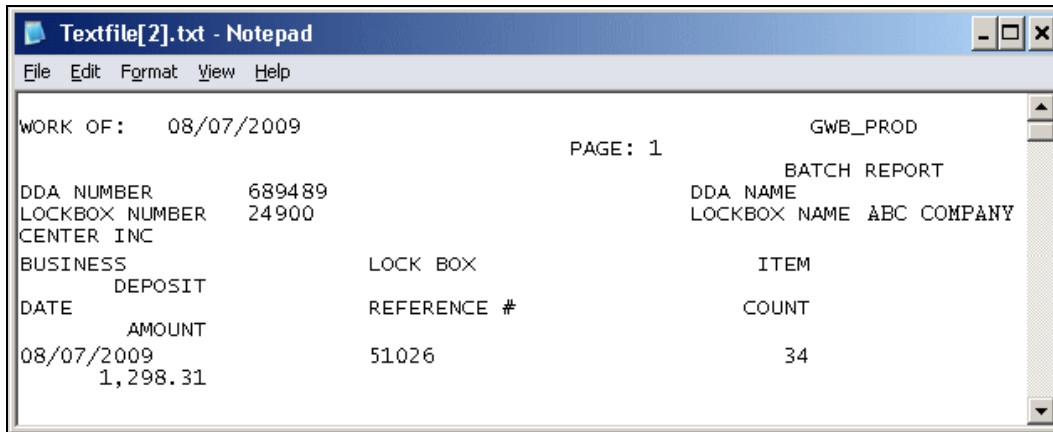 Textfile[2].txt - Notepad
File Edit Format View Help
WORK OF: 08/07/2009 GWB_PROD
PAGE: 1
BATCH REPORT
DDA NUMBER 689489 DDA NAME
LOCKBOX NUMBER 24900 LOCKBOX NAME ABC COMPANY
CENTER INC
BUSINESS LOCK BOX ITEM
DEPOSIT
DATE REFERENCE # COUNT
AMOUNT
08/07/2009 51026 34
1,298.31